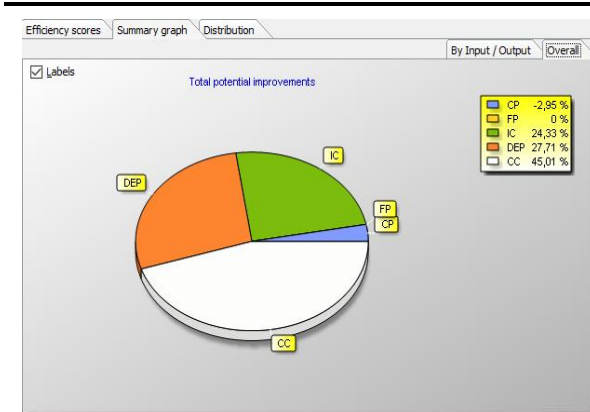 Efficiency scores Summary graph Distribution
By Input / Output Overall
Labels
Total potential improvements
CP -2,95 %
FP 0 %
IC 24,33 %
DEP 27,71 %
CC 45,01 %
IC
DEP
FP
CP
CC